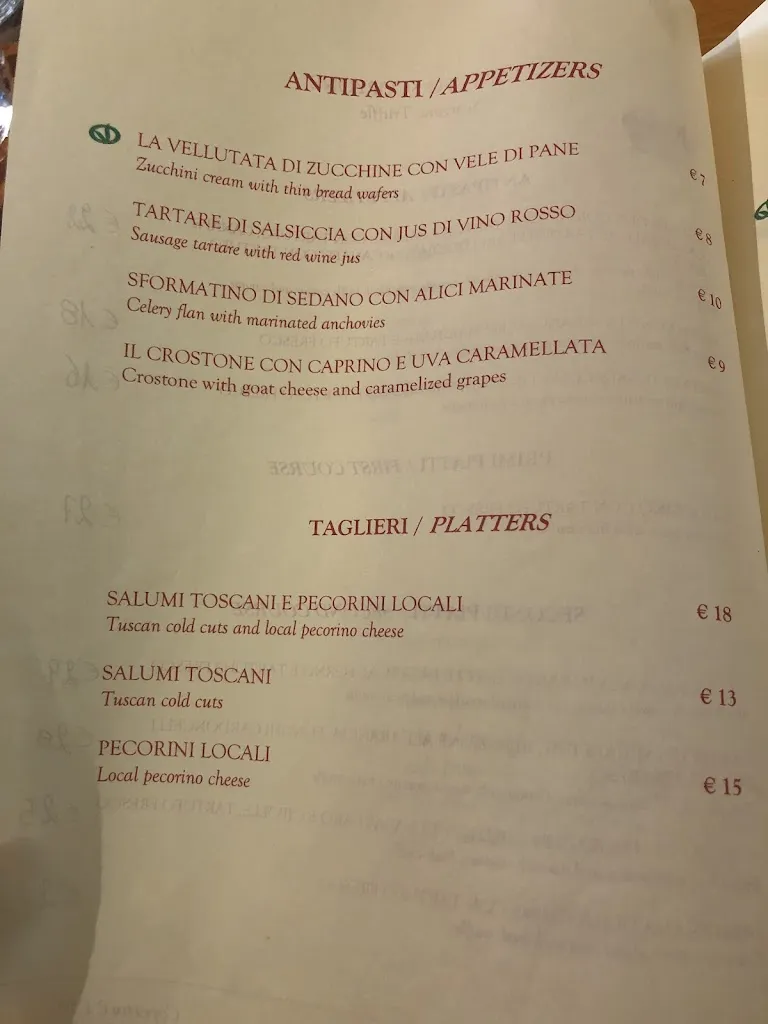 ANTIPASTI / APPETIZERS
LA VELLUTATA DI ZUCCHINE CON VELE DI PANE € 7
Zucchini cream with thin bread wafers
TARTARE DI SALSICCIA CON JUS DI VINO ROSSO € 8
Sausage tartare with red wine jus
SFORMATINO DI SEDANO CON ALICI MARINATE € 10
Celery flan with marinated anchovies
IL CROSTONE CON CAPRINO E UVA CARAMELLATA € 9
Crostone with goat cheese and caramelized grapes
TAGLIERI / PLATTERS
SALUMI TOSCANI E PECORINI LOCALI € 18
Tuscan cold cuts and local pecorino cheese
SALUMI TOSCANI € 13
Tuscan cold cuts
PECORINI LOCALI € 15
Local pecorino cheese